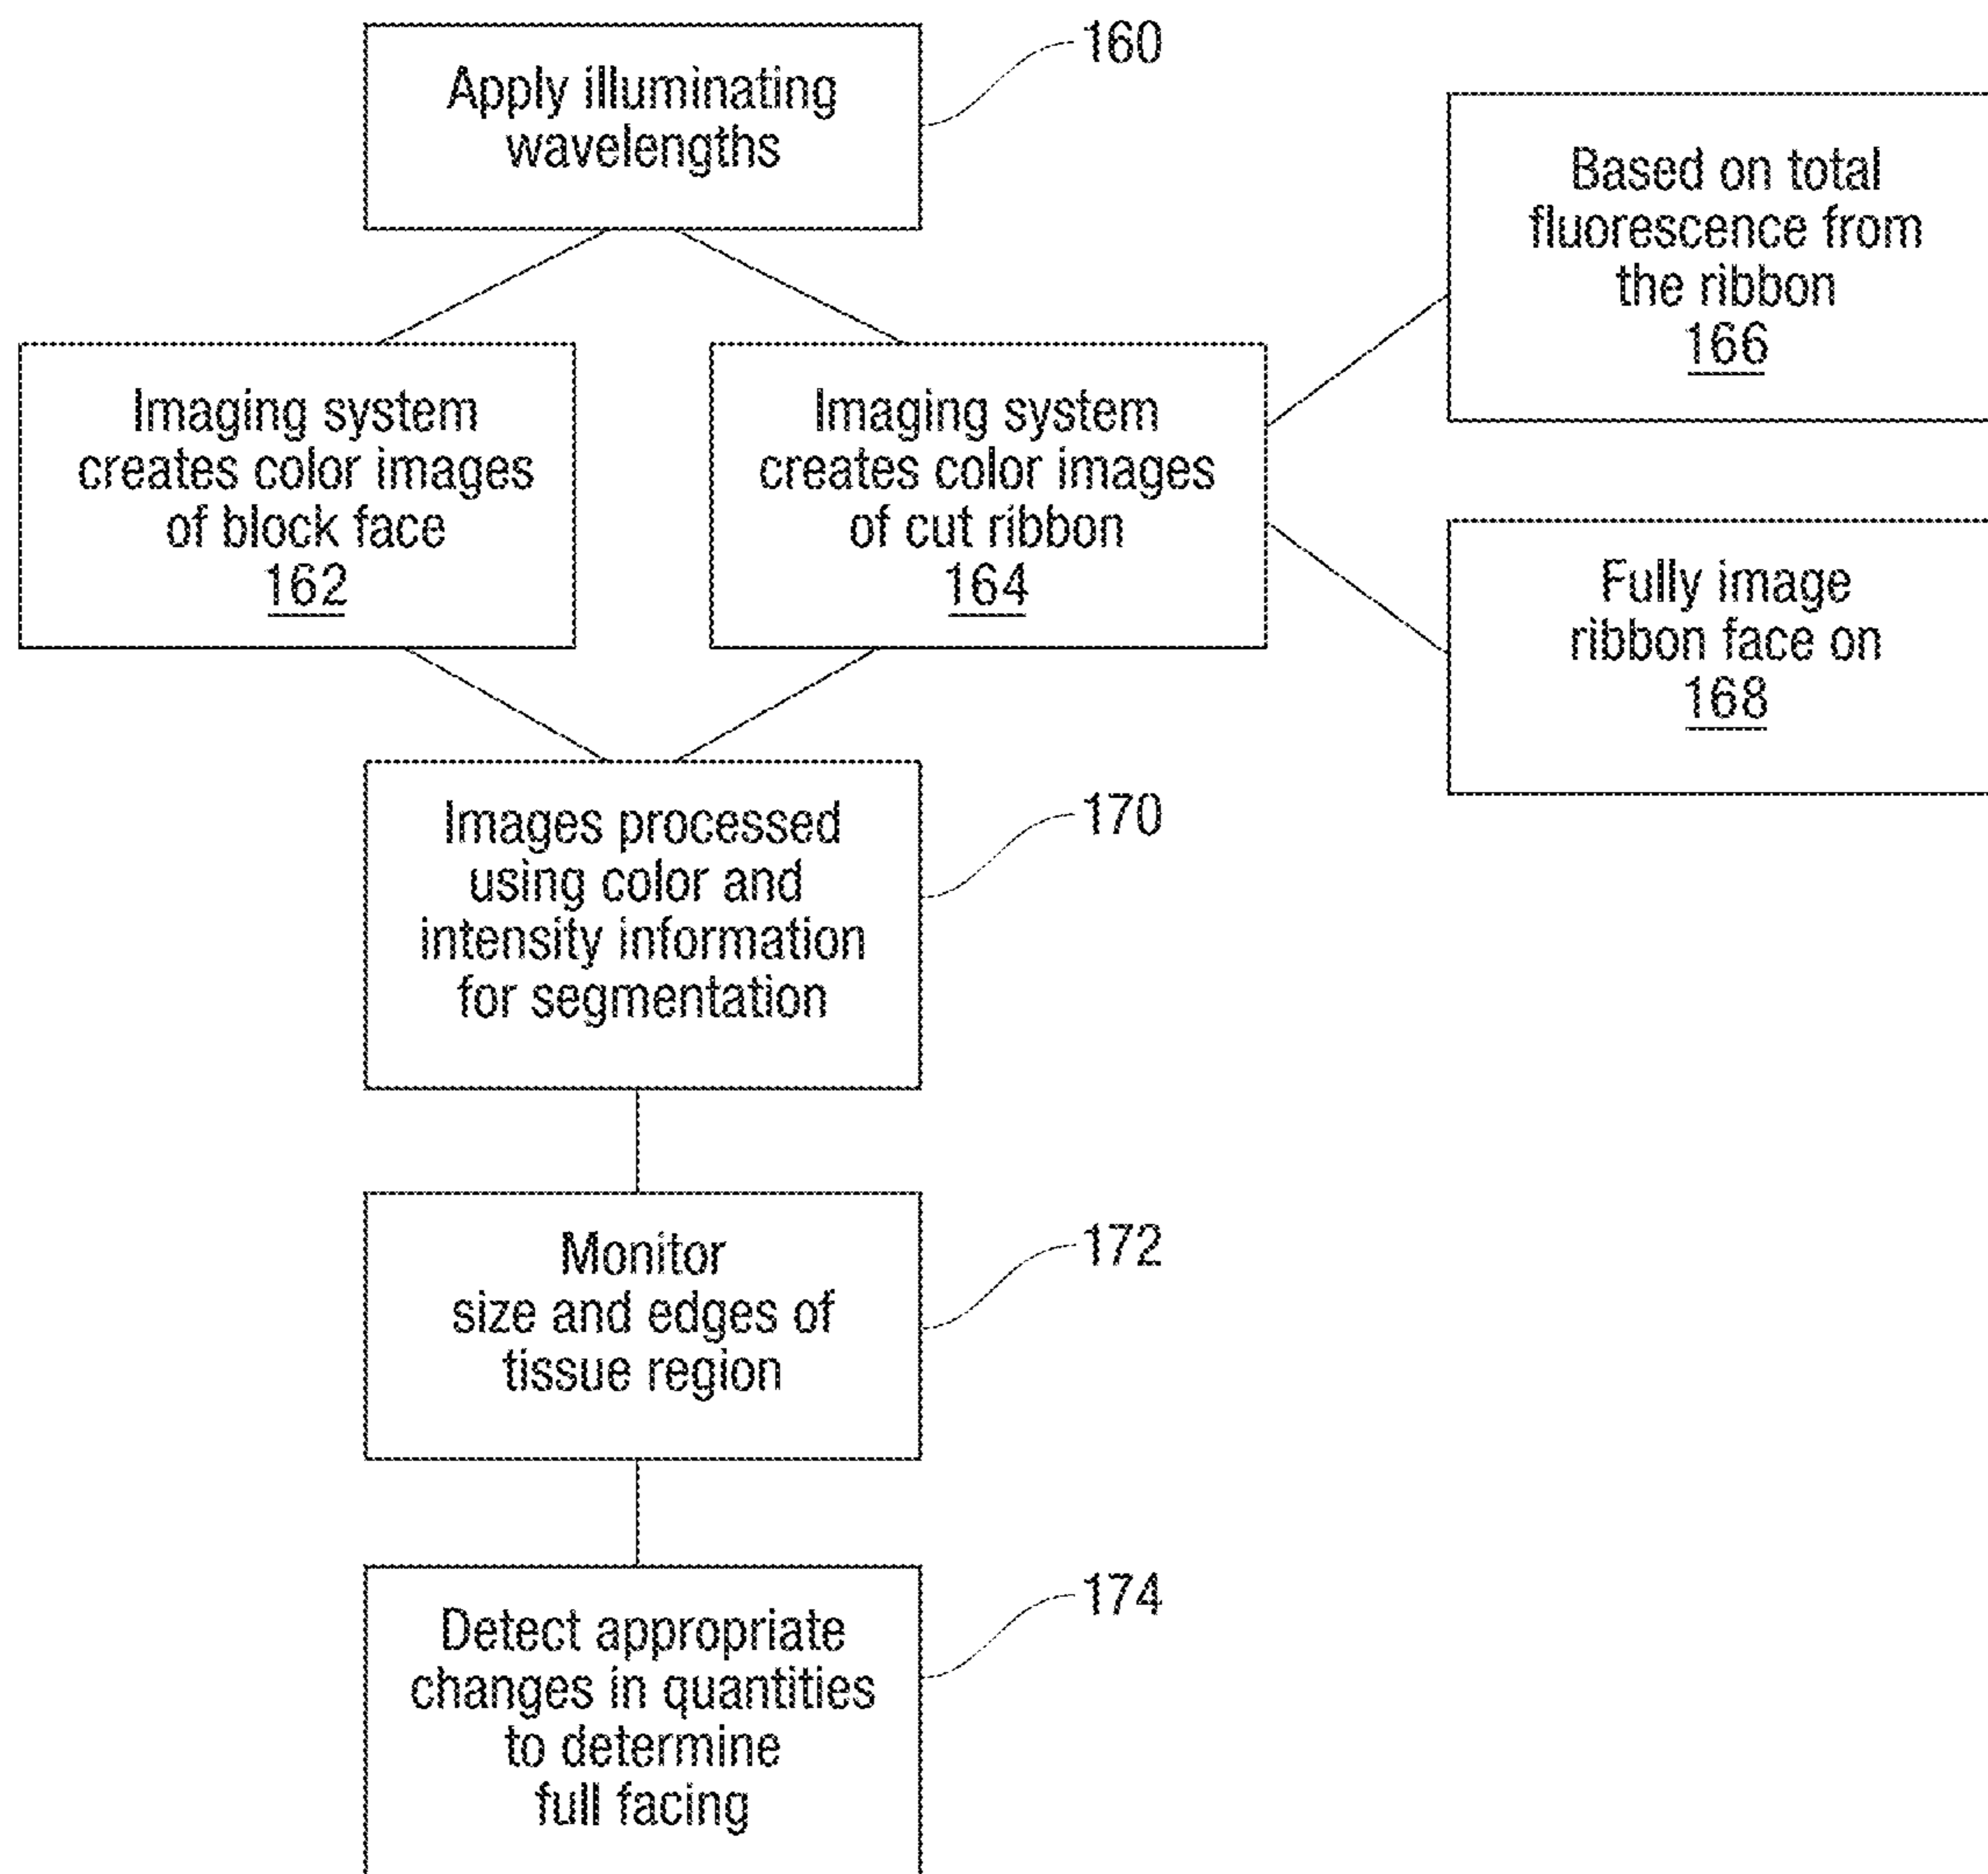 Apply illuminating
wavelengths
160
Imaging system
creates color images
of block face
162
Imaging system
creates color images
of cut ribbon
164
Based on total
fluorescence from
the ribbon
166
Fully image
ribbon face on
168
Images processed
using color and
intensity information
for segmentation
170
Monitor
size and edges of
tissue region
172
Detect appropriate
changes in quantities
to determine
full facing
174